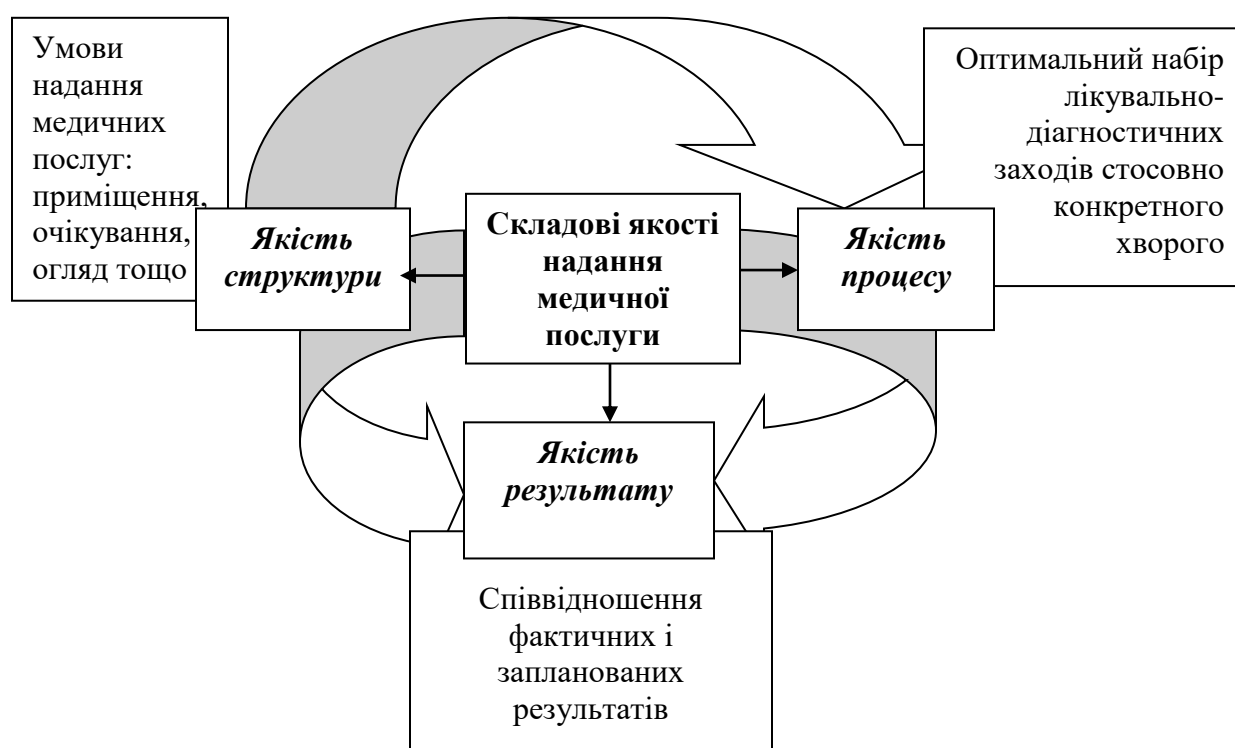 Умови
надання
медичних
послуг:
приміщення,
очікування,
огляд тощо
Якість
структури
Складові якості
надання
медичної
послуги
Оптимальний набір
лікувально-
діагностичних
заходів стосовно
конкретного
хворого
Якість
процесу
Якість
результату
Співвідношення
фактичних і
запланованих
результатів